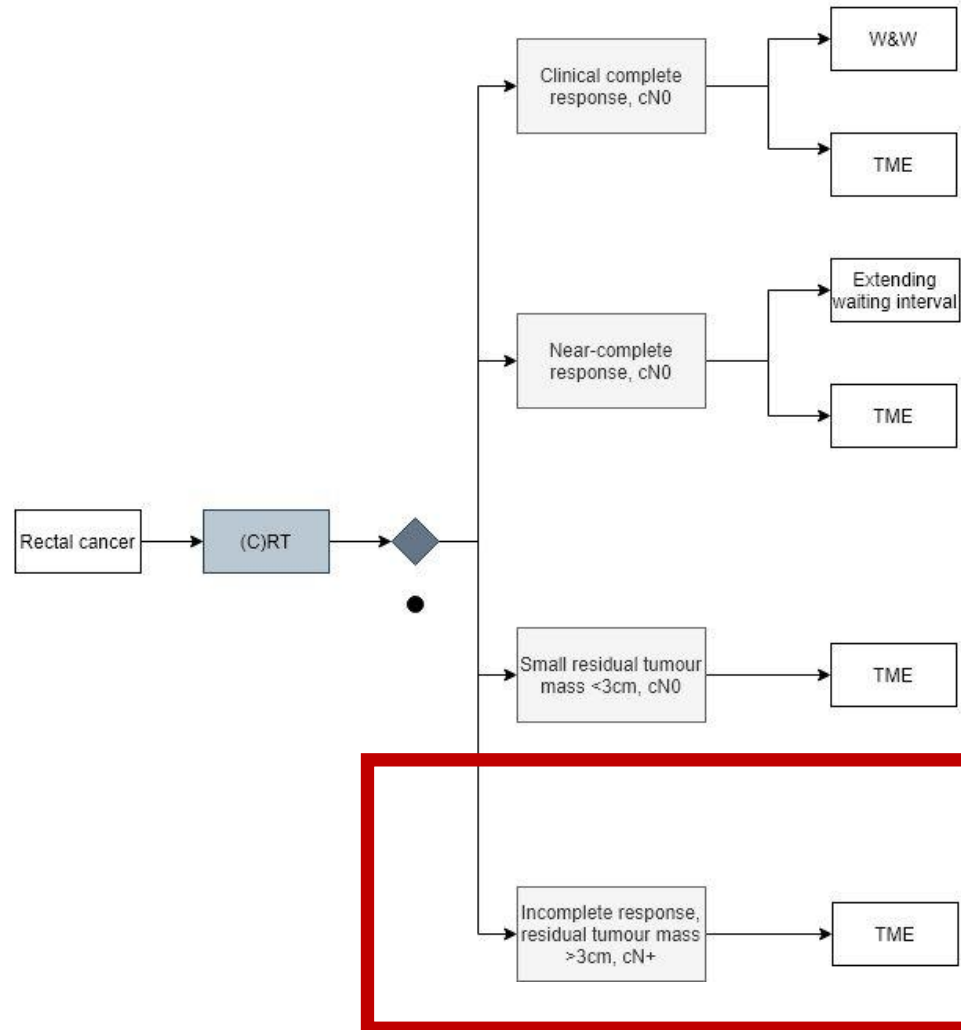 W&W
Clinical complete
response, cN0
TME
Extending
waiting interval
Near-complete
response, cN0
TME
Rectal cancer
(C)RT
Small residual tumour
mass <3cm, cN0
TME
Incomplete response,
residual tumour mass
>3cm, cN+
TME